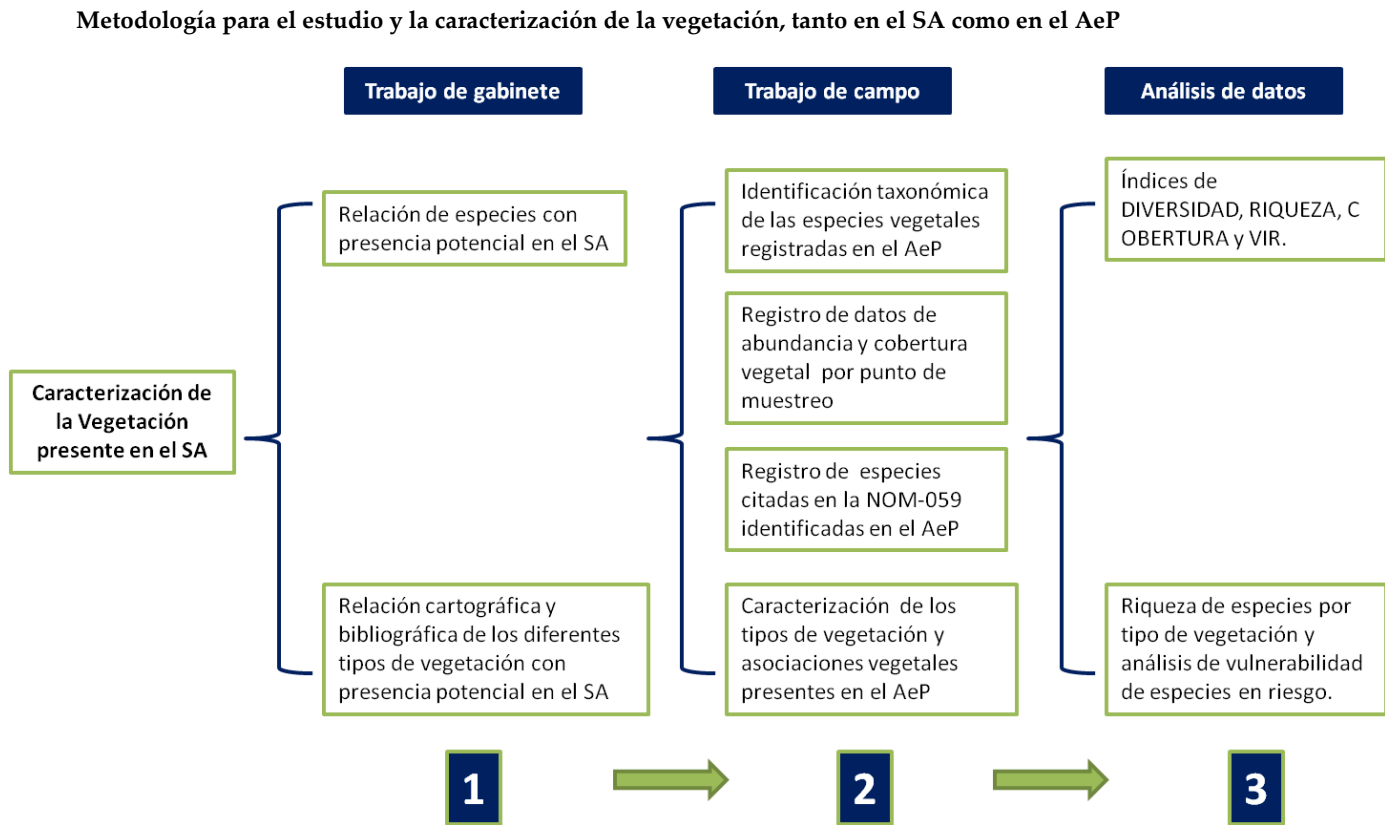 Metodología para el estudio y la caracterización de la vegetación, tanto en el SA como en el AeP
Trabajo de gabinete
Trabajo de campo
Análisis de datos
Caracterización de
la Vegetación
presente en el SA
Relación de especies con
presencia potencial en el SA
Relación cartográfica y
bibliográfica de los diferentes
tipos de vegetación con
presencia potencial en el SA
Identificación taxonómica
de las especies vegetales
registradas en el AeP
Registro de datos de
abundancia y cobertura
vegetal por punto de
muestreo
Registro de especies
citadas en la NOM-059
identificadas en el AeP
Caracterización de los
tipos de vegetación y
asociaciones vegetales
presentes en el AeP
Índices de
DIVERSIDAD, RIQUEZA, C
OBERTURA y VIR.
Riqueza de especies por
tipo de vegetación y
análisis de vulnerabilidad
de especies en riesgo.
1
2
3